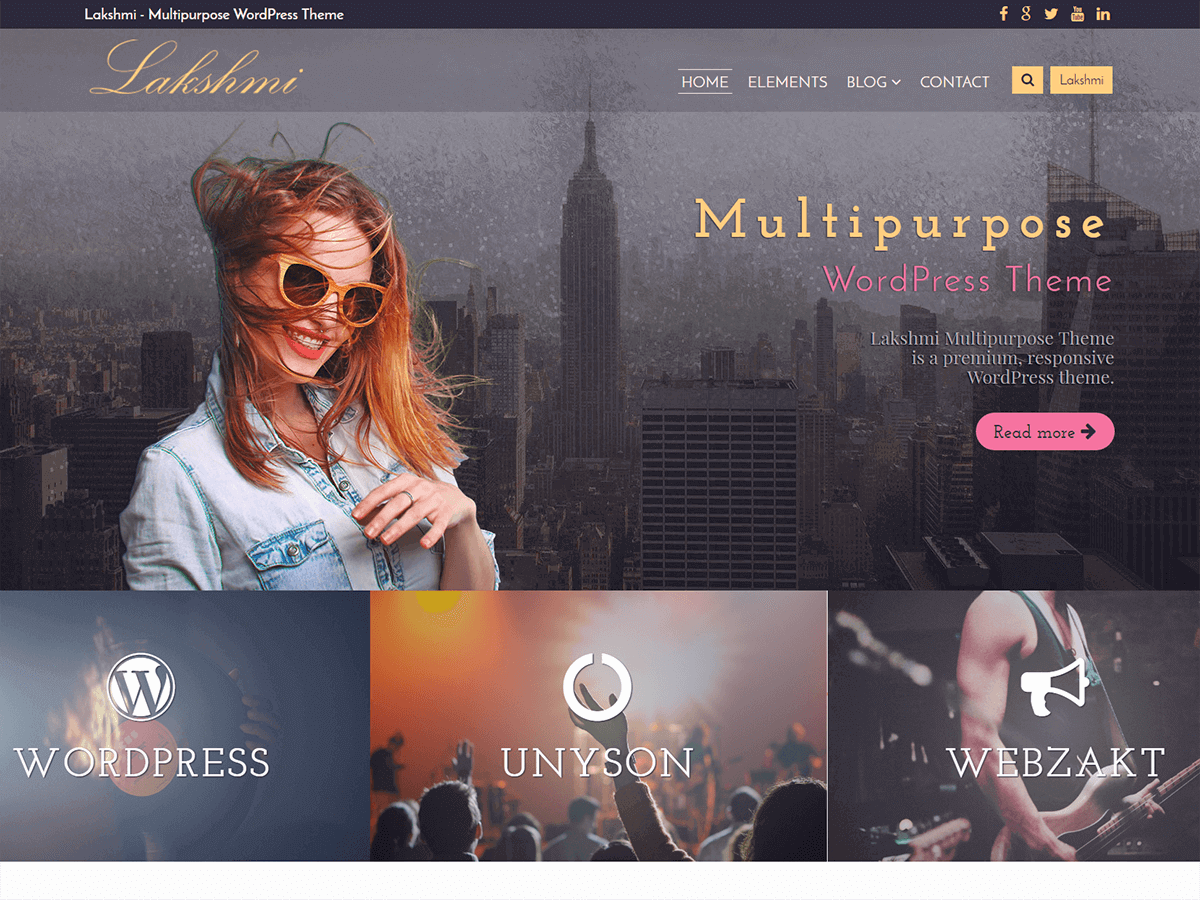 Lakshmi - Multipurpose WordPress Theme
Lakshmi
HOME ELEMENTS BLOG CONTACT Lakshmi
Multipurpose
WordPress Theme
Lakshmi Multipurpose Theme
is a premium, responsive
WordPress theme.
Read more
WORDPRESS UNYSON WEBZAKT